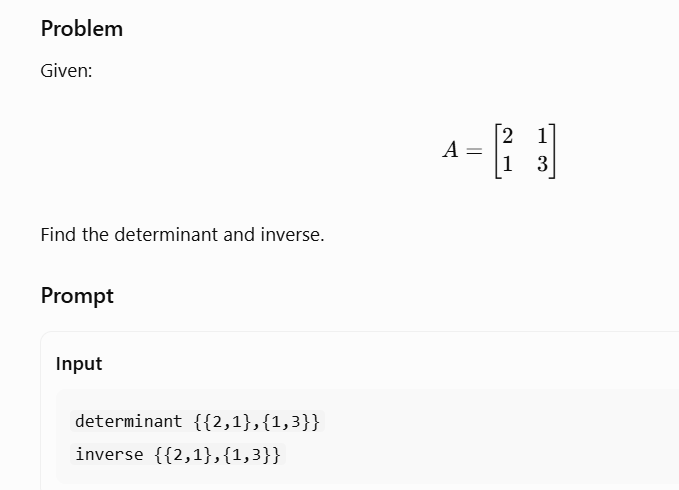 Problem
Given:
A = [2 1
1 3]
Find the determinant and inverse.
Prompt
Input
determinant {{2,1},{1,3}}
inverse {{2,1},{1,3}}